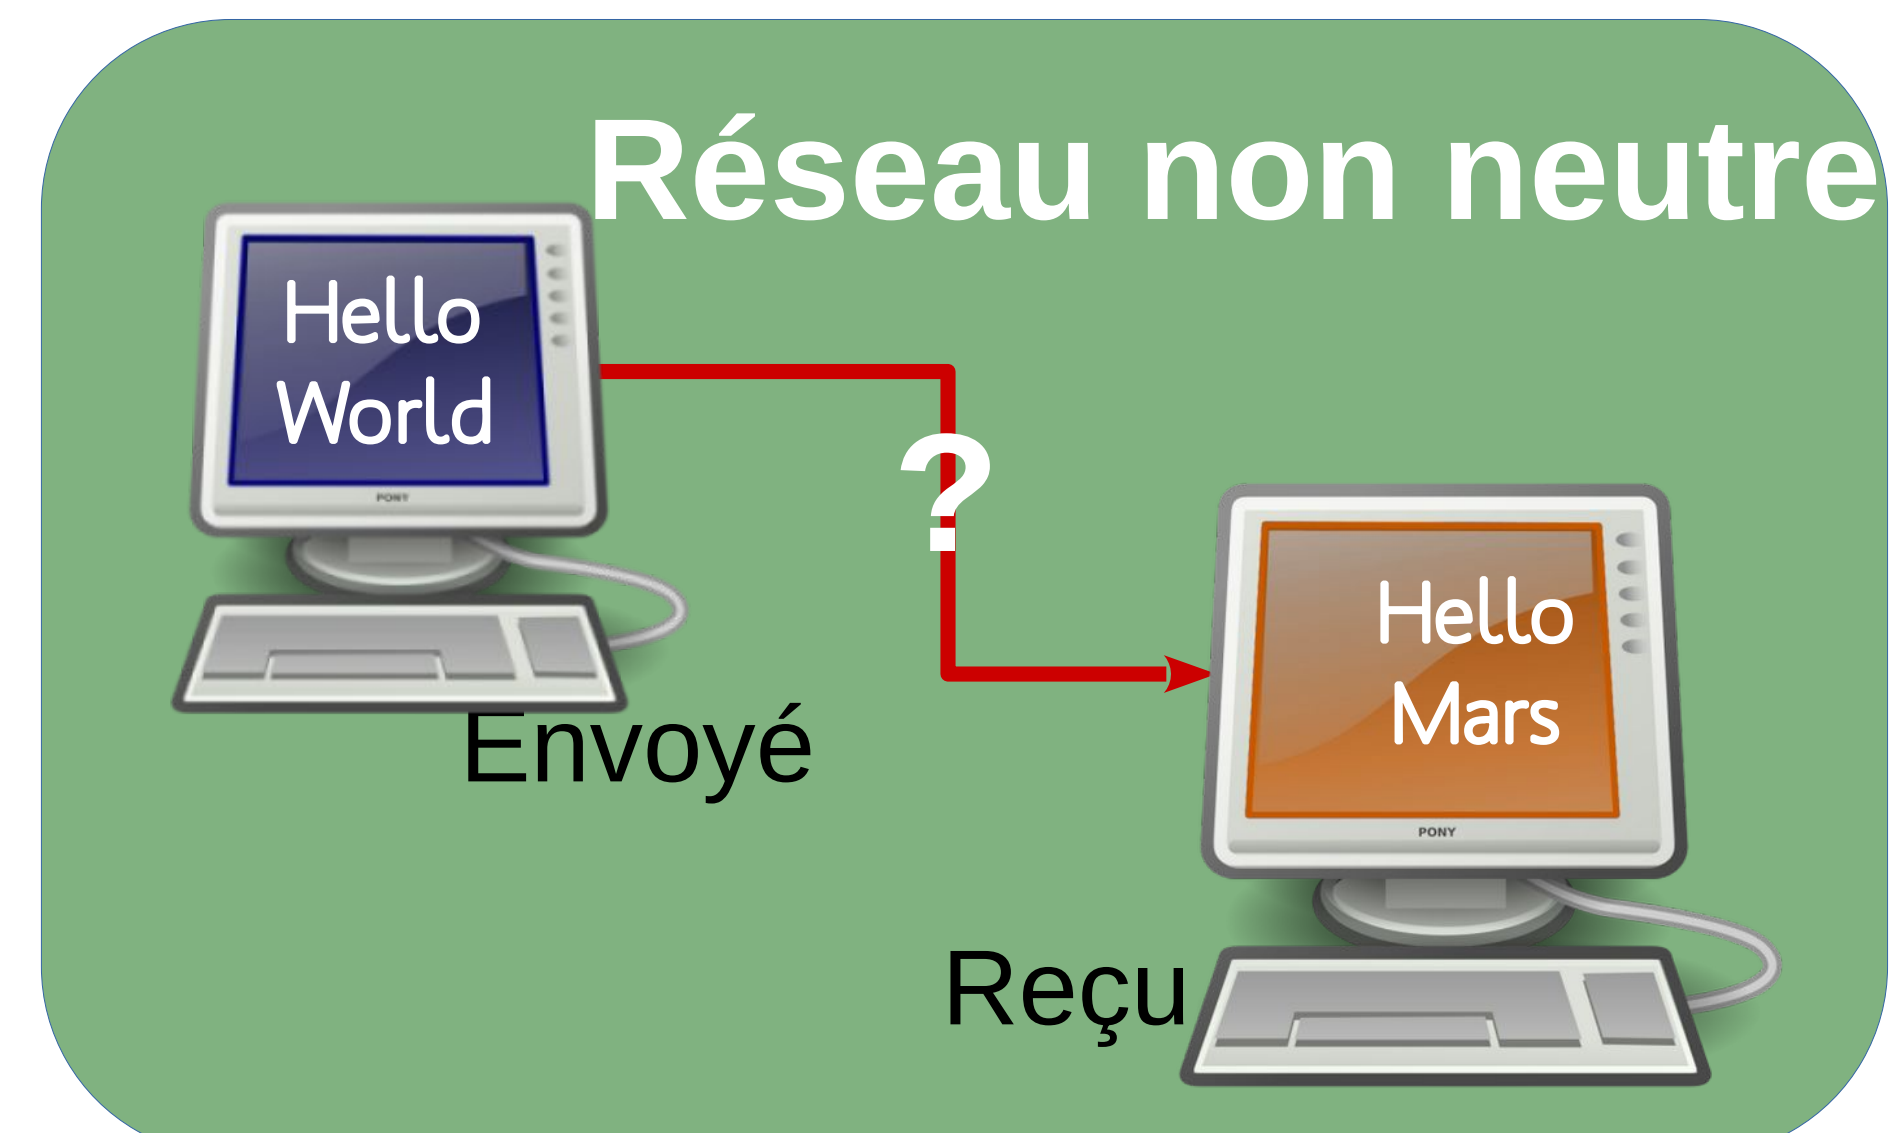 Réseau non neutre
Hello
World
PONY
?
Envoyé
Hello
Mars
PONY
Reçu